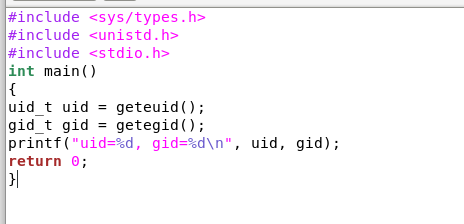 #include <sys/types.h>
#include <unistd.h>
#include <stdio.h>
int main()
{
uid_t uid = geteuid();
gid_t gid = getegid();
printf("uid=%d, gid=%d\n", uid, gid);
return 0;
}